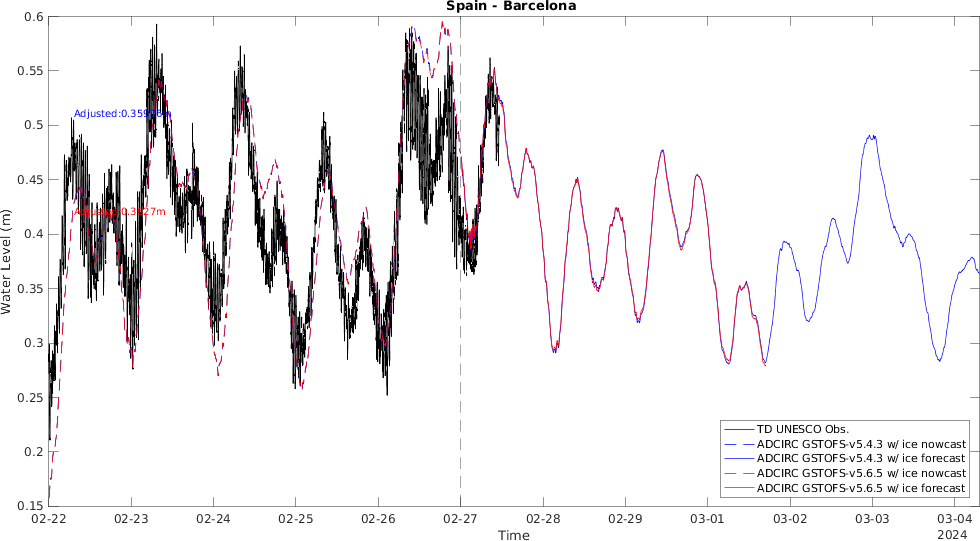 Spain - Barcelona
0.6
0.55
Adjusted:0.359
0.5
0.45
m
0.4
0.35
0.3
0.25
0.2
0.15
Water Level (m)
TD UNESCO Obs.
ADCIRC GSTOFS-v5.4.3 w/ ice nowcast
ADCIRC GSTOFS-v5.4.3 w/ ice forecast
ADCIRC GSTOFS-v5.6.5 w/ ice nowcast
ADCIRC GSTOFS-v5.6.5 w/ ice forecast
02-22 02-23 02-24 02-25 02-26 02-27 02-28 02-29 03-01 03-02 03-03 03-04
Time
2024